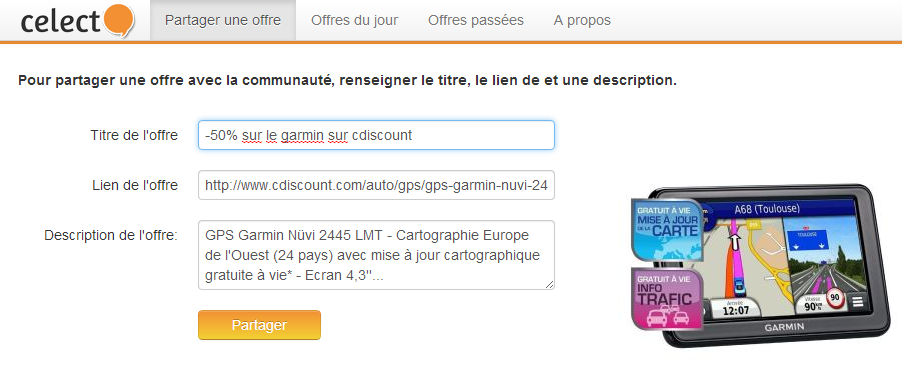 celect
Partager une offre
Offres du jour
Offres passées
A propos
Pour partager une offre avec la communauté, renseigner le titre, le lien de et une description.
Titre de l'offre
-50% sur le garmin sur cdiscount
Lien de l'offre
http://www.cdiscount.com/auto/gps/gps-garmin-nuvi-24
Description de l'offre:
GPS Garmin Nüvi 2445 LMT - Cartographie Europe
de l'Ouest (24 pays) avec mise à jour cartographique
gratuite à vie* - Ecran 4,3"...
Partager
GRATUIT À VIE
MISE À JOUR
DE LA CARTE
GRATUIT À VIE
INFO
TRAFIC
A68 (Toulouse)
TOULOUSE
Arrivée
12:07
Vitesse
90
90
GARMIN